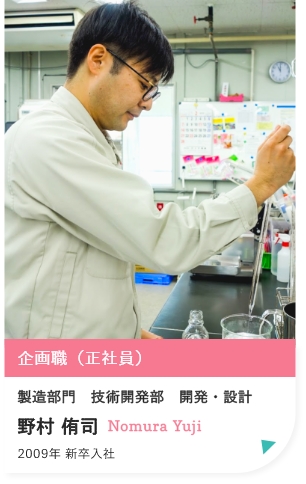 企画職（正社員）
製造部門　技術開発部　開発・設計
野村 侑司 Nomura Yuji
2009年 新卒入社